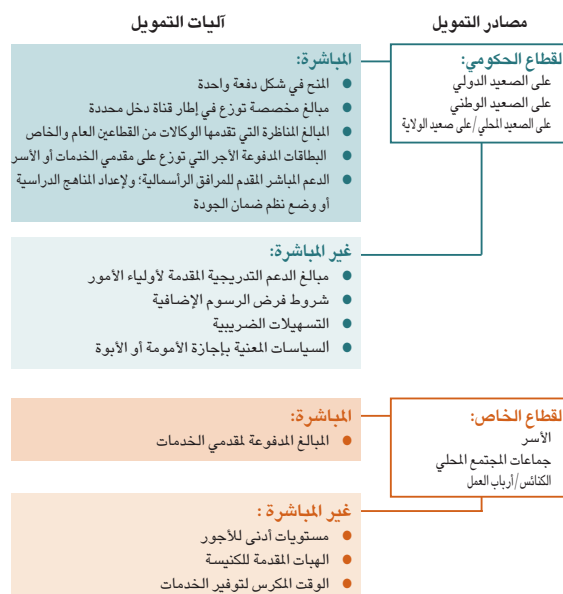 مصادر التمويل
آليات التمويل
لقطاع الحكومي:
على الصعيد الدولي
على الصعيد الوطني
على الصعيد المحلي/على صعيد الولاية
المباشرة:
المنح في شكل دفعة واحدة
مبالغ مخصصة توزع في إطار قناة دخل محددة
المبالغ المناظرة التي تقدمها الوكالات من القطاعين العام والخاص
البطاقات المدفوعة الأجر التي توزع على مقدمي الخدمات أو الأسر
الدعم المباشر المقدم للمرافق الرأسمالية؛ ولإعداد المناهج الدراسية
أو وضع نظم ضمان الجودة
غير المباشرة:
مبالغ الدعم التدريجية المقدمة لأولياء الأمور
شروط فرض الرسوم الإضافية
التسهيلات الضريبية
السياسات المعنية بإجازة الأمومة أو الأبوة
لقطاع الخاص:
الأسر
جماعات المجتمع المحلي
الكنائس/أرباب العمل
المباشرة:
المبالغ المدفوعة لمقدمي الخدمات
غير المباشرة :
مستويات أدنى للأجور
الهبات المقدمة للكنيسة
الوقت المكرس لتوفير الخدمات